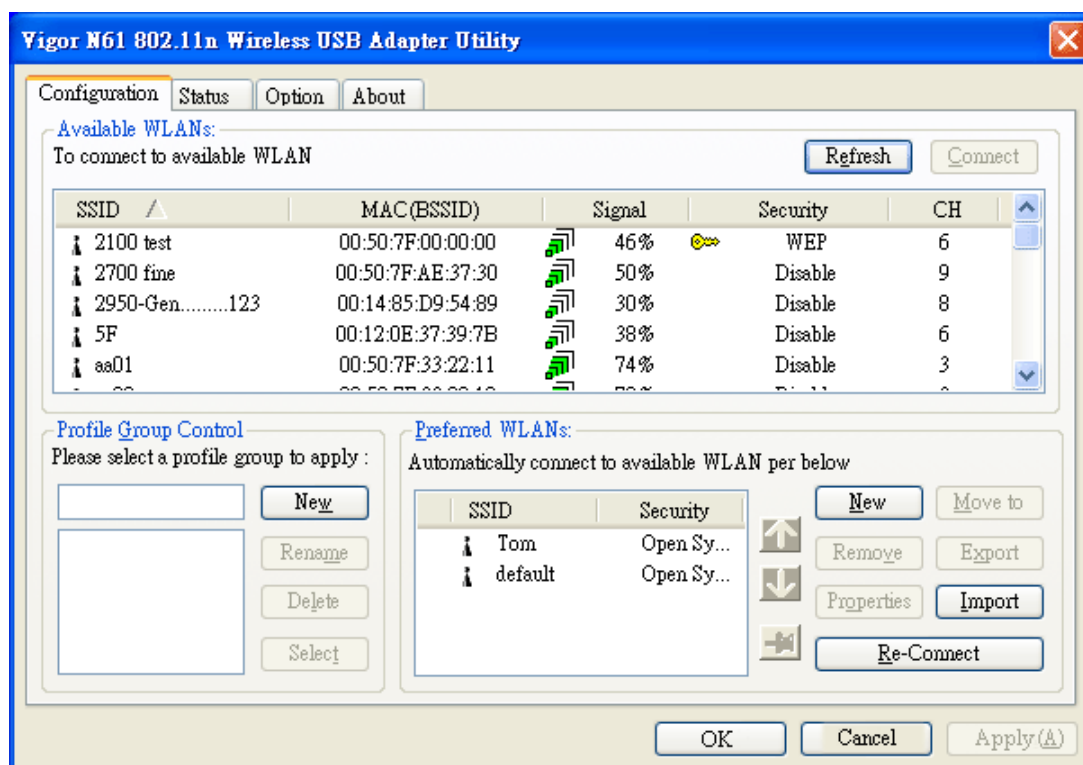 Vigor N61 802.11n Wireless USB Adapter Utility
Configuration Status Option About
Available WLANs:
To connect to available WLAN
Refresh Connect
SSID MAC(BSSID) Signal Security CH
2100 test 00:50:7F:00:00:00 46% WEP 6
2700 fine 00:50:7F:AE:37:30 50% Disable 9
2950-Gen.........123 00:14:85:D9:54:89 30% Disable 8
5F 00:12:0E:37:39:7B 38% Disable 6
aa01 00:50:7F:33:22:11 74% Disable 3
Profile Group Control
Please select a profile group to apply :
New
Rename
Delete
Select
Preferred WLANs:
Automatically connect to available WLAN per below
SSID Security
Tom Open Sy...
default Open Sy...
New Move to
Remove Export
Properties Import
Re-Connect
OK Cancel Apply(A)